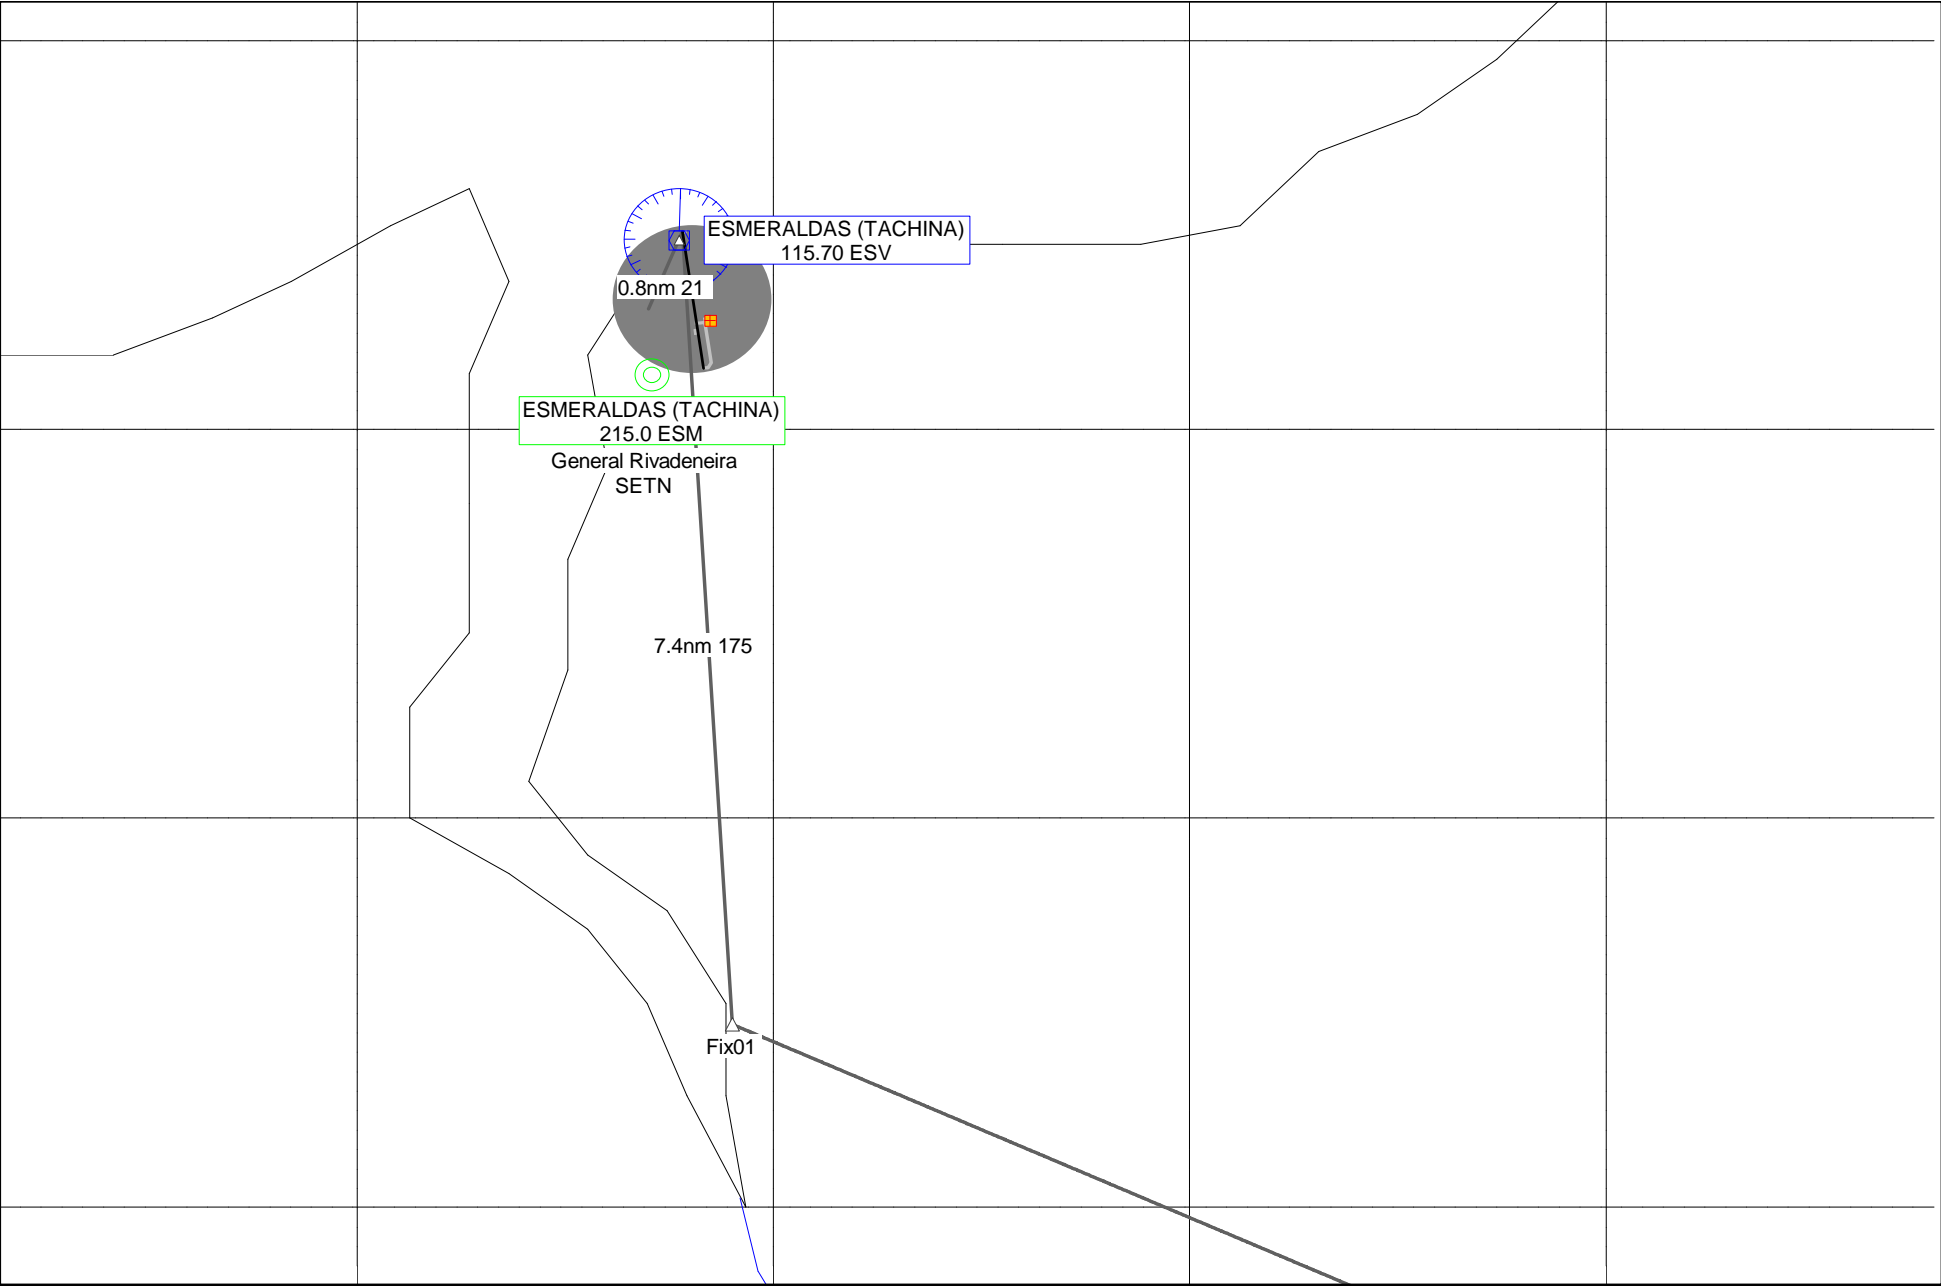 ESMERALDAS (TACHINA)
115.70 ESV
0.8nm 21
ESMERALDAS (TACHINA)
215.0 ESM
General Rivadeneira
SETN
7.4nm 175
Fix01